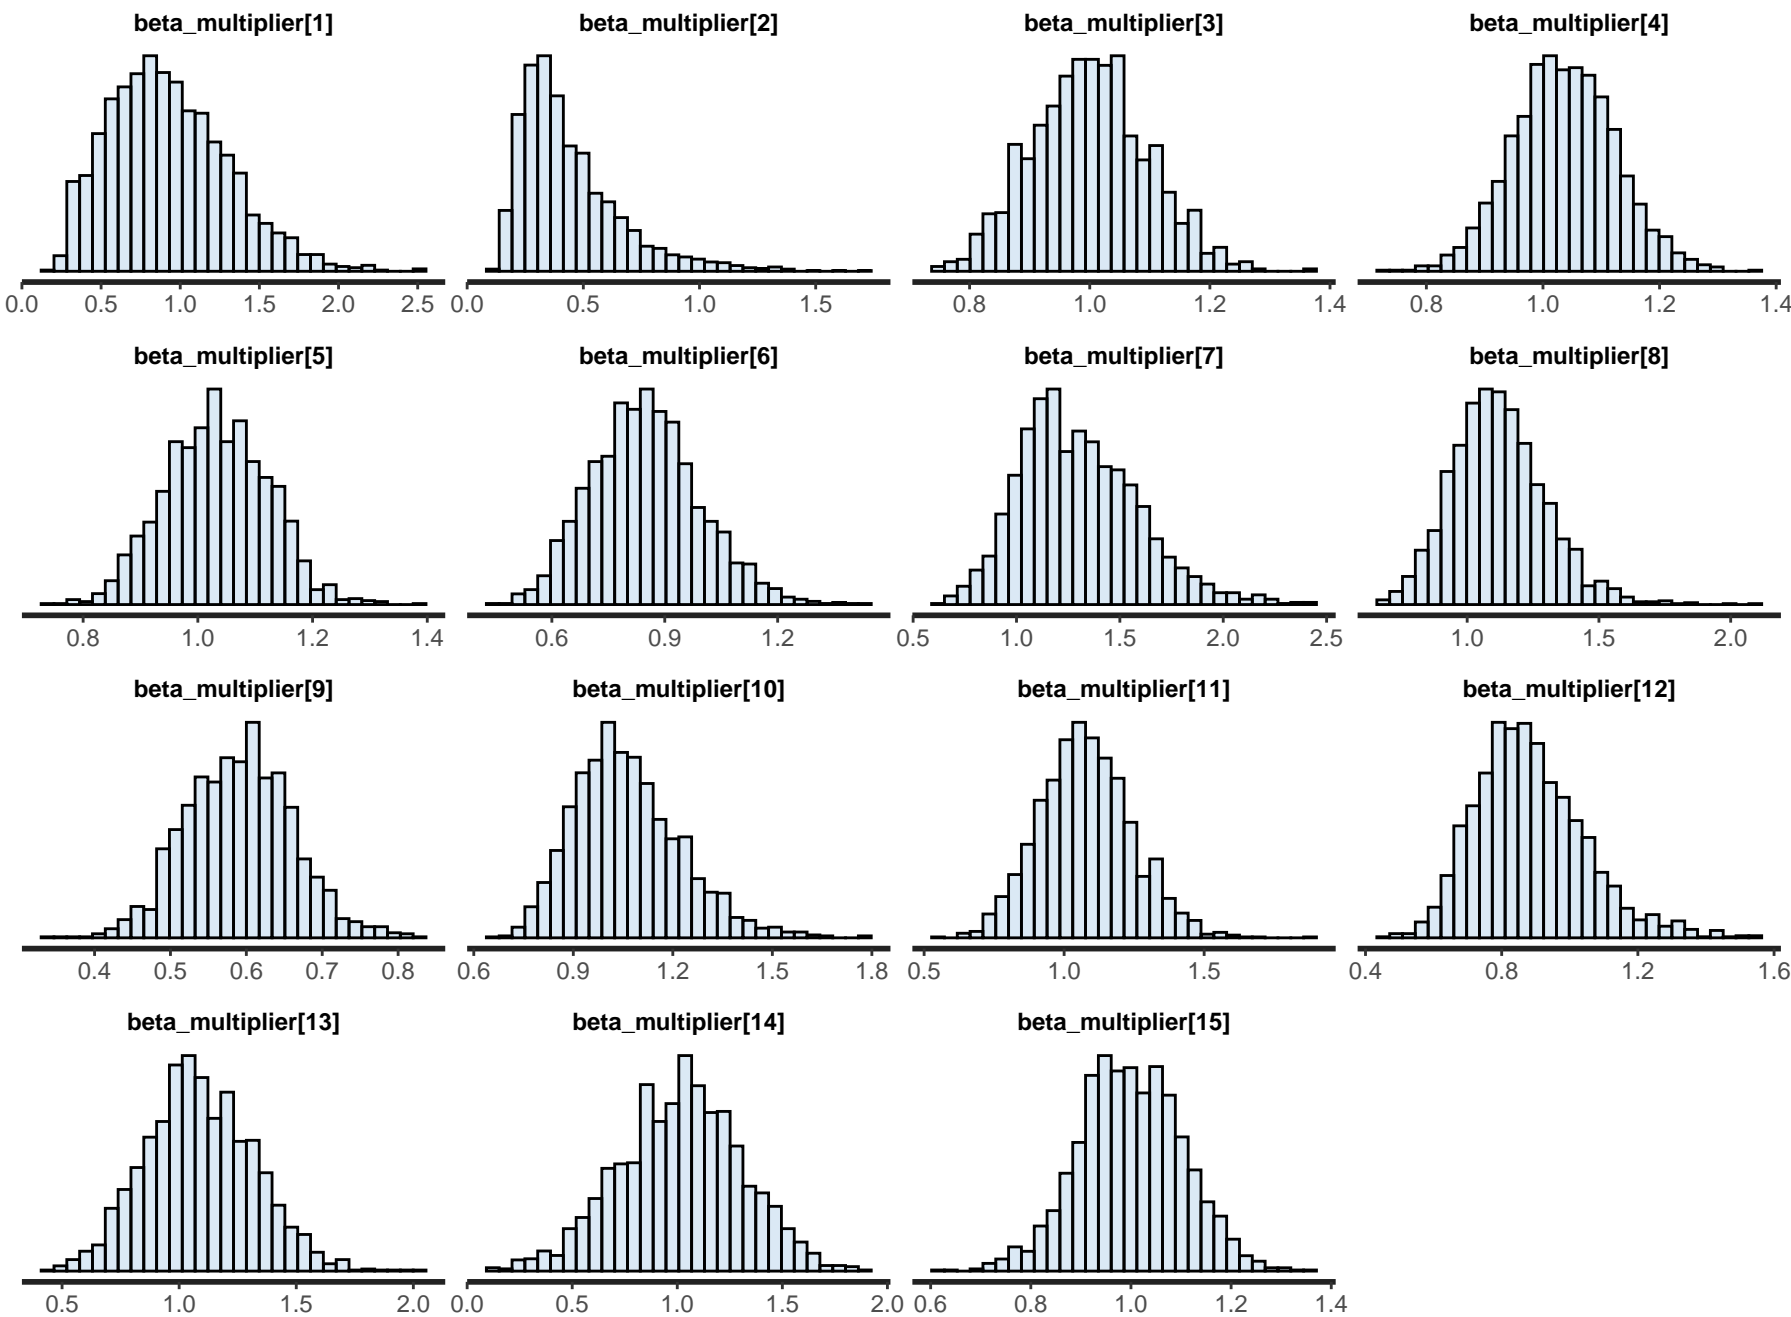 beta_multiplier[1] beta_multiplier[2] beta_multiplier[3] beta_multiplier[4]
0.0 0.5 1.0 1.5 2.0 2.5 0.0 0.5 1.0 1.5 0.8 1.0 1.2 1.4 0.8 1.0 1.2 1.4
beta_multiplier[5] beta_multiplier[6] beta_multiplier[7] beta_multiplier[8]
0.8 1.0 1.2 1.4 0.6 0.9 1.2 0.5 1.0 1.5 2.0 2.5 1.0 1.5 2.0
beta_multiplier[9] beta_multiplier[10] beta_multiplier[11] beta_multiplier[12]
0.4 0.5 0.6 0.7 0.8 0.6 0.9 1.2 1.5 1.8 0.5 1.0 1.5 0.4 0.8 1.2 1.6
beta_multiplier[13] beta_multiplier[14] beta_multiplier[15]
0.5 1.0 1.5 2.0 0.0 0.5 1.0 1.5 2.0 0.6 0.8 1.0 1.2 1.4